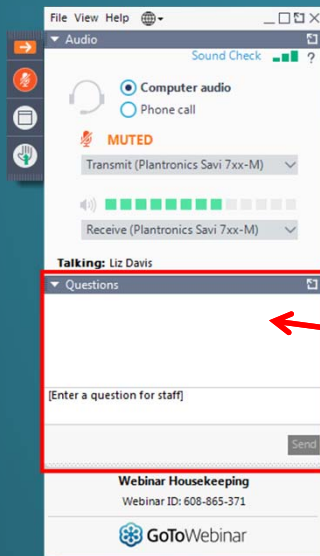 File View Help
Audio
Sound Check ?
Computer audio
Phone call
MUTED
Transmit (Plantronics Savi 7xx-M)
Receive (Plantronics Savi 7xx-M)
Talking: Liz Davis
Questions
[Enter a question for staff]
Send
Webinar Housekeeping
Webinar ID: 608-865-371
GoToWebinar